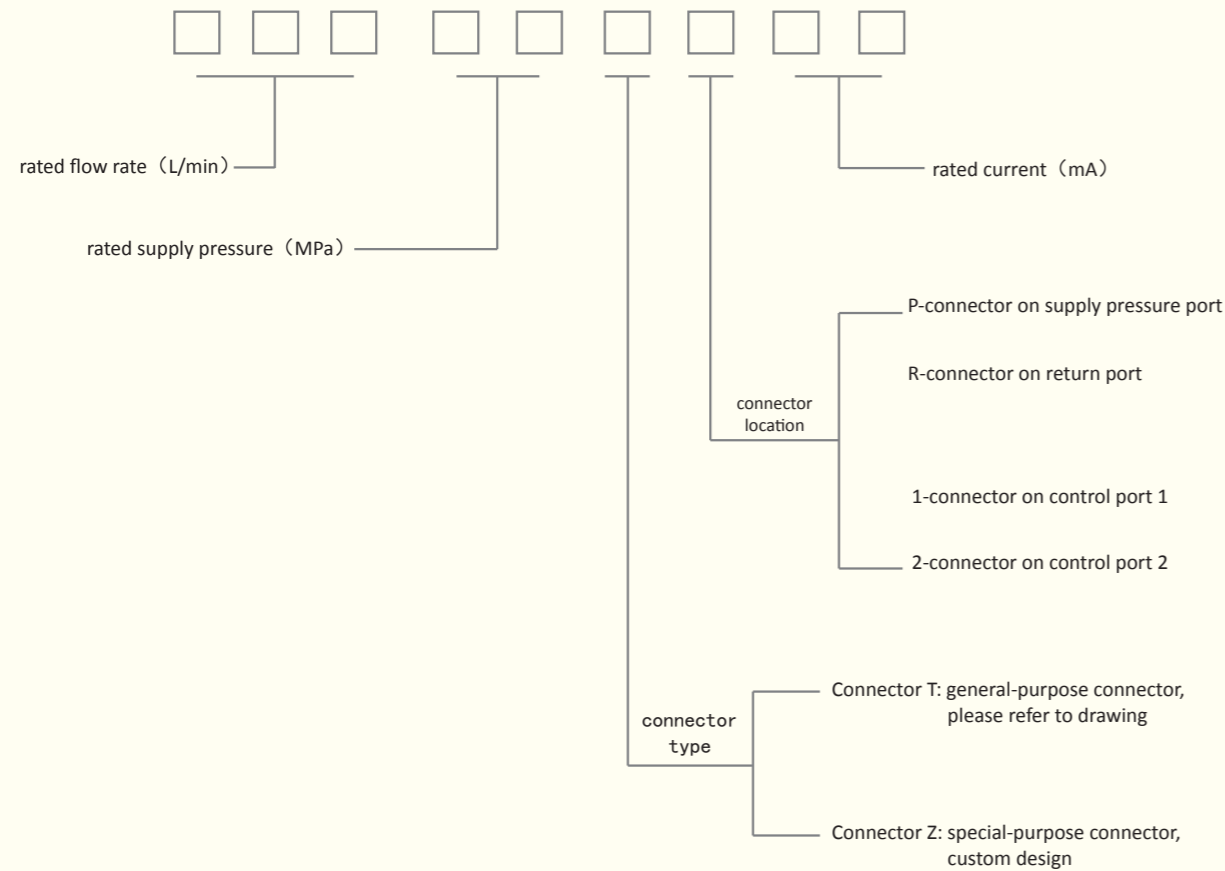 rated flow rate（L/min）
rated current（mA）
rated supply pressure（MPa）
P-connector on supply pressure port
R-connector on return port
connector
location
1-connector on control port 1
2-connector on control port 2
Connector T: general-purpose connector,
please refer to drawing
connector
type
Connector Z: special-purpose connector,
custom design